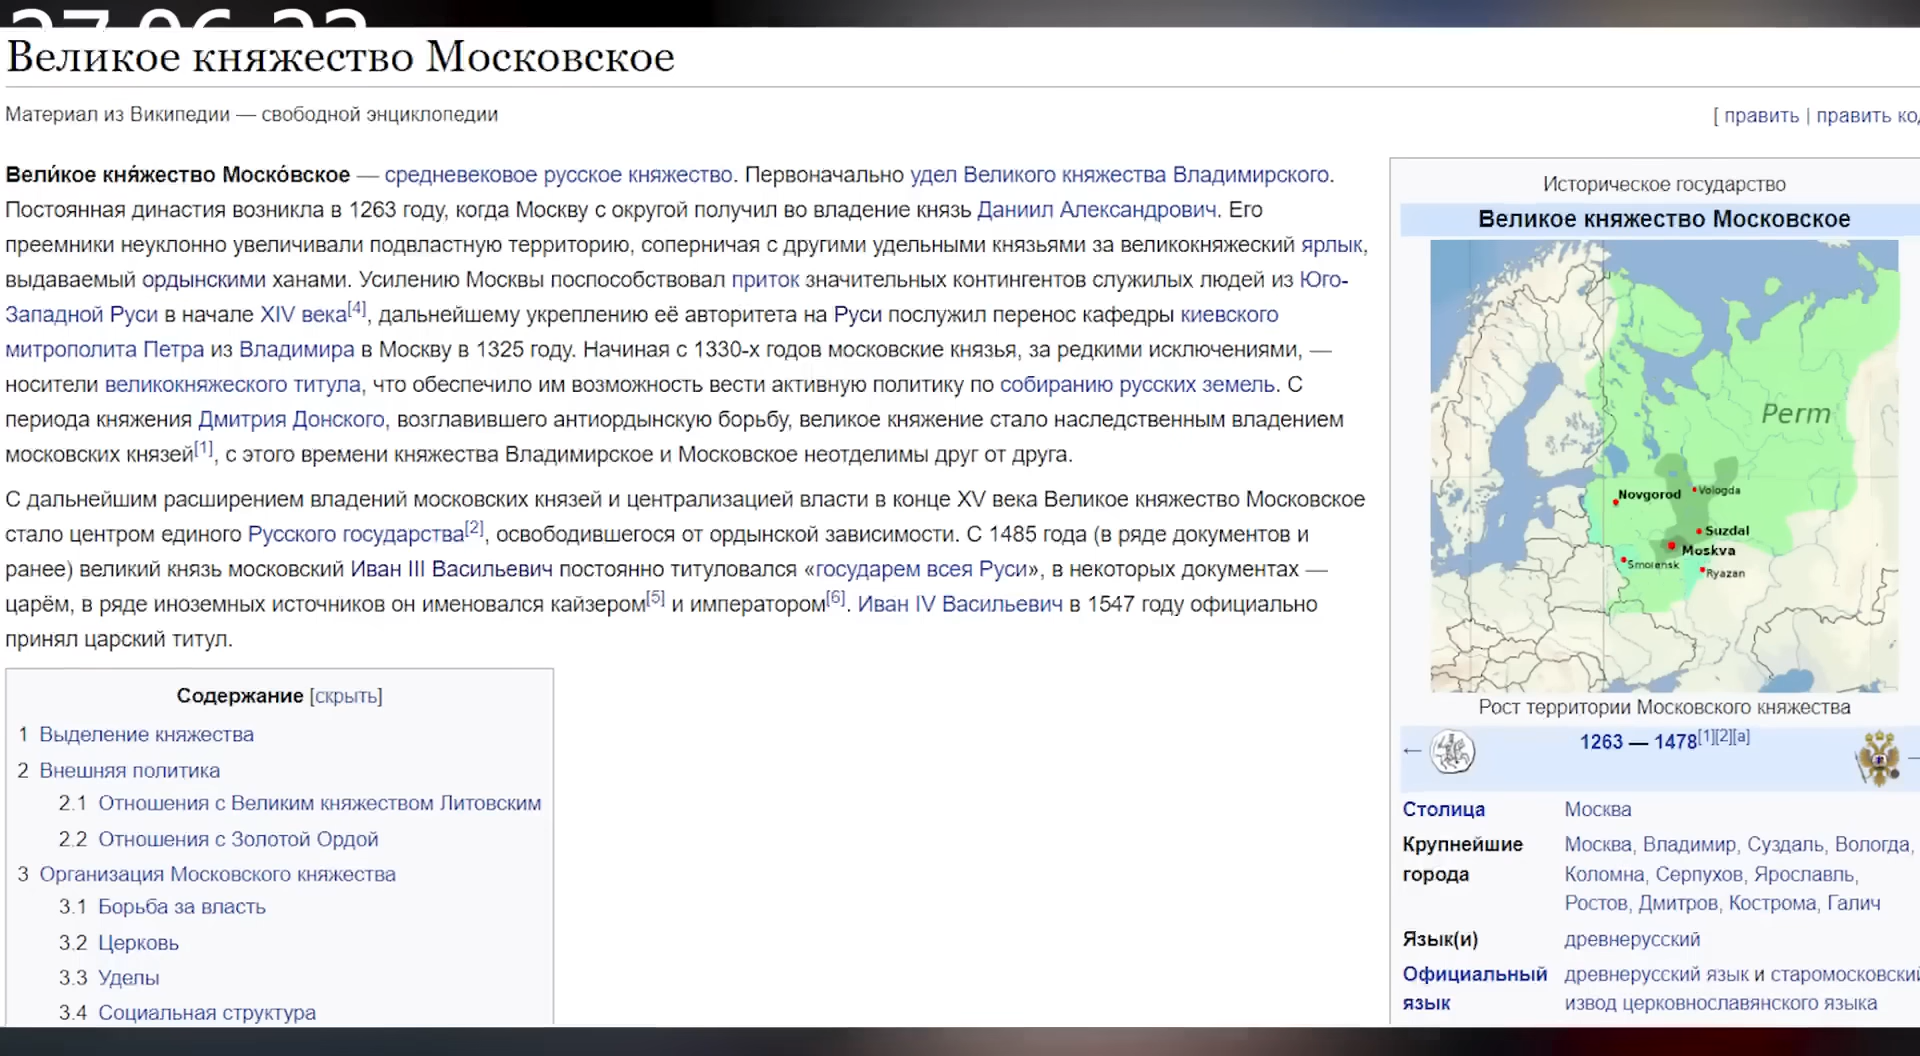 Великое княжество Московское
Материал из Википедии — свободной энциклопедии
[ править | править
Вели́кое кня́жество Моско́вское — средневековое русское княжество. Первоначально удел Великого княжества Владимирского.
Постоянная династия возникла в 1263 году, когда Москву с округой получил во владение князь Даниил Александрович. Его
преемники неуклонно увеличивали подвластную территорию, соперничая с другими удельными князьями за великокняжеский ярлык,
выдаваемый ордынскими ханами. Усилению Москвы поспособствовал приток значительных контингентов служилых людей из Юго-
Западной Руси в начале XIV века[4], дальнейшему укреплению её авторитета на Руси послужил перенос кафедры киевского
митрополита Петра из Владимира в Москву в 1325 году. Начиная с 1330-х годов московские князья, за редкими исключениями, —
носители великокняжеского титула, что обеспечило им возможность вести активную политику по собиранию русских земель. С
периода княжения Дмитрия Донского, возглавившего антиордынскую борьбу, великое княжение стало наследственным владением
московских князей[1], с этого времени княжества Владимирское и Московское неотделимы друг от друга.
С дальнейшим расширением владений московских князей и централизацией власти в конце XV века Великое княжество Московское
стало центром единого Русского государства[2], освободившегося от ордынской зависимости. С 1485 года (в ряде документов и
ранее) великий князь московский Иван III Васильевич постоянно титуловался «государем всея Руси», в некоторых документах —
царём, в ряде иноземных источников он именовался кайзером[5] и императором[6]. Иван IV Васильевич в 1547 году официально
принял царский титул.
Содержание [скрыть]
1 Выделение княжества
2 Внешняя политика
2.1 Отношения с Великим княжеством Литовским
2.2 Отношения с Золотой Ордой
3 Организация Московского княжества
3.1 Борьба за власть
3.2 Церковь
3.3 Уделы
3.4 Социальная структура
Историческое государство
Великое княжество Московское
Perm
Novgorod
Vologda
Suzdal
Moskva
Smolensk
Ryazan
Рост территории Московского княжества
← 1263 — 1478[1][2][a]
Столица Москва
Крупнейшие города Москва, Владимир, Суздаль, Вологда,
Коломна, Серпухов, Ярославль,
Ростов, Дмитров, Кострома, Галич
Язык(и) древнерусский
Официальный язык древнерусский язык и
извод церковнославянского языка